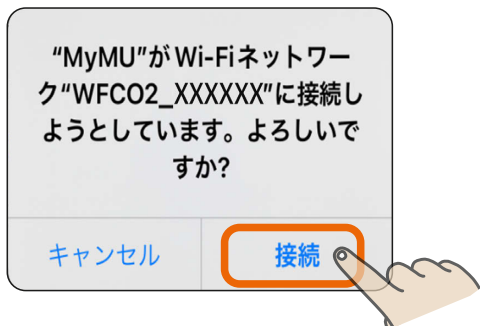 “MyMU”がWi-Fiネットワー
ク“WFCO2_XXXXXX”に接続し
ようとしています。よろしいで
すか?
キャンセル
接続